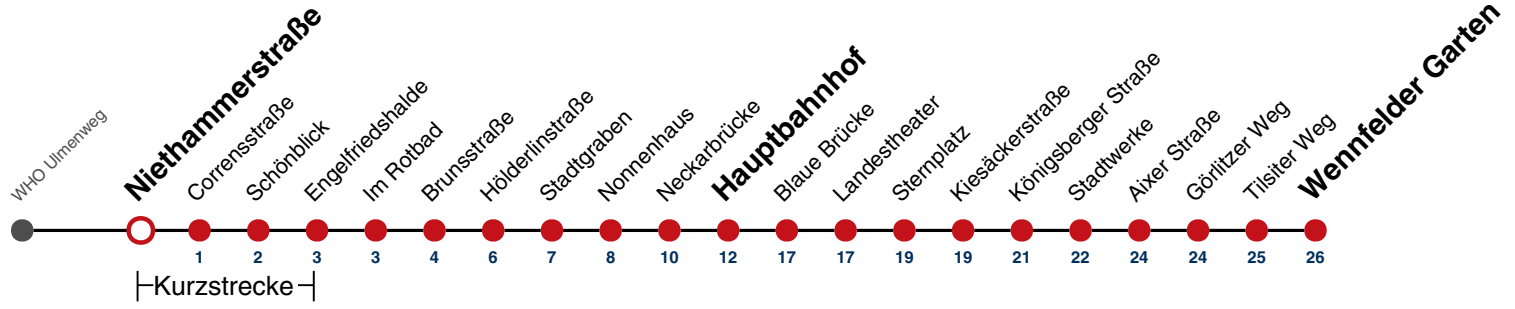 WHO Ulmenweg
Niethammerstraße
Corrensstraße
Schönblick
Engelfriedshalde
Im Rotbad
Brunsstraße
Hölderlinstraße
Stadtgraben
Nonnenhaus
Neckarbrücke
Hauptbahnhof
Blaue Brücke
Landestheater
Sternplatz
Kiesäckerstraße
Königsberger Straße
Stadtwerke
Aixer Straße
Görlitzer Weg
Tilsiter Weg
Wennfelder Garten
1 2 3 3 4 6 7 8 10 12 17 17 19 19 21 22 24 24 25 26
Kurzstrecke